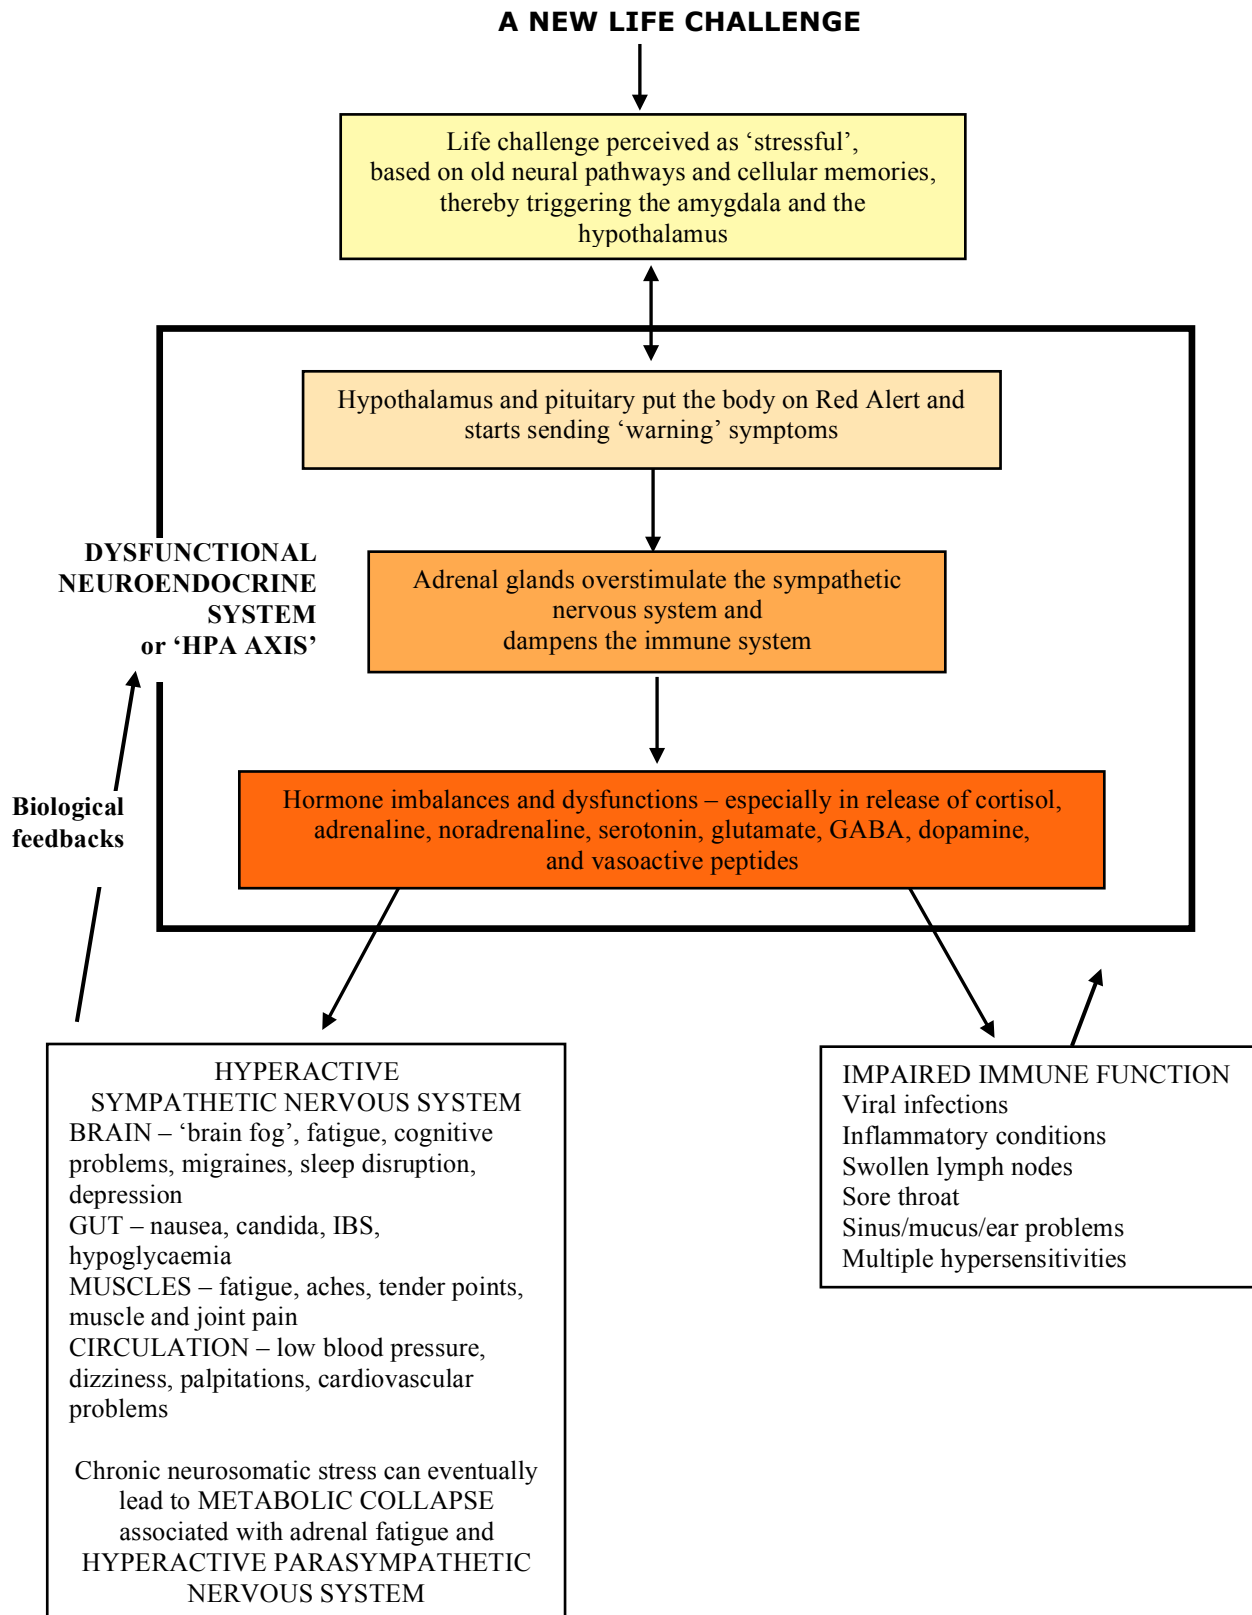 A NEW LIFE CHALLENGE
Life challenge perceived as ‘stressful’,
based on old neural pathways and cellular memories,
thereby triggering the amygdala and the
hypothalamus
Hypothalamus and pituitary put the body on Red Alert and
starts sending ‘warning’ symptoms
DYSFUNCTIONAL
NEUROENDOCRINE
SYSTEM
or ‘HPA AXIS’
Adrenal glands overstimulate the sympathetic
nervous system and
dampens the immune system
Biological
feedbacks
Hormone imbalances and dysfunctions – especially in release of cortisol,
adrenaline, noradrenaline, serotonin, glutamate, GABA, dopamine,
and vasoactive peptides
HYPERACTIVE
SYMPATHETIC NERVOUS SYSTEM
BRAIN – ‘brain fog’, fatigue, cognitive
problems, migraines, sleep disruption,
depression
GUT – nausea, candida, IBS,
hypoglycaemia
MUSCLES – fatigue, aches, tender points,
muscle and joint pain
CIRCULATION – low blood pressure,
dizziness, palpitations, cardiovascular
problems
Chronic neurosomatic stress can eventually
lead to METABOLIC COLLAPSE
associated with adrenal fatigue and
HYPERACTIVE PARASYMPATHETIC
NERVOUS SYSTEM
IMPAIRED IMMUNE FUNCTION
Viral infections
Inflammatory conditions
Swollen lymph nodes
Sore throat
Sinus/mucus/ear problems
Multiple hypersensitivities